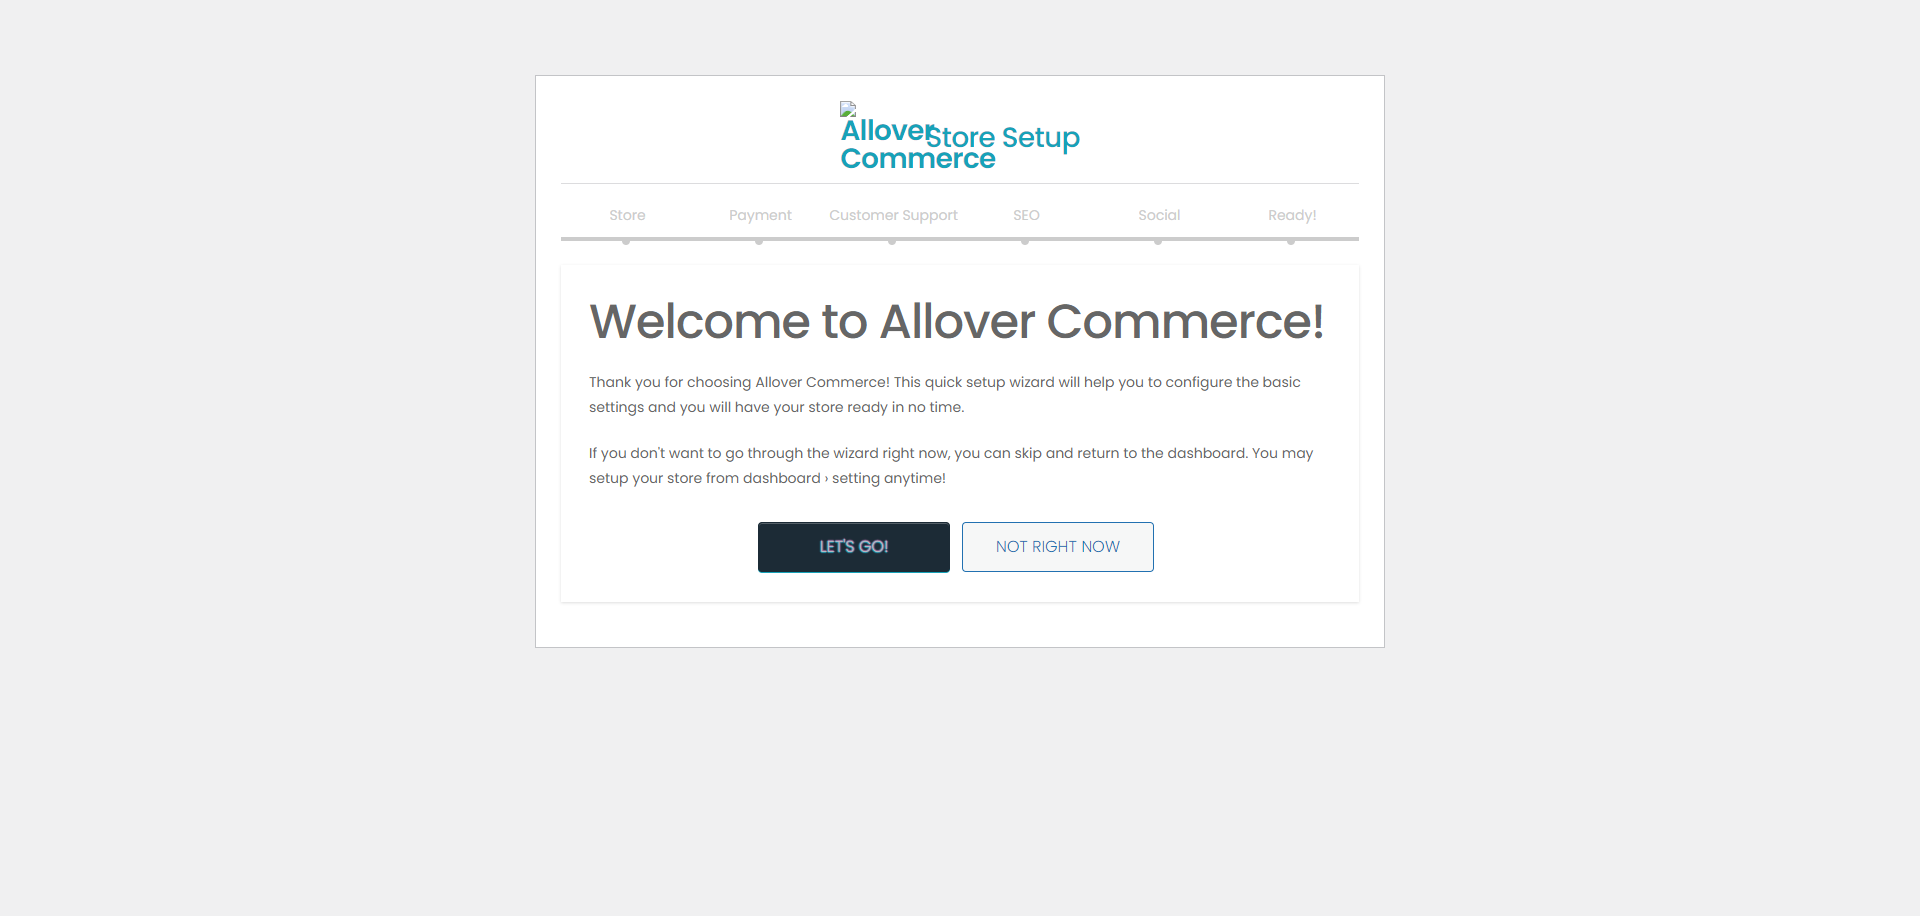 Allover
Commerce
Store Setup
Store Payment Customer Support SEO Social Ready!
Welcome to Allover Commerce!
Thank you for choosing Allover Commerce! This quick setup wizard will help you to configure the basic
settings and you will have your store ready in no time.
If you don't want to go through the wizard right now, you can skip and return to the dashboard. You may
setup your store from dashboard › setting anytime!
LET'S GO! NOT RIGHT NOW